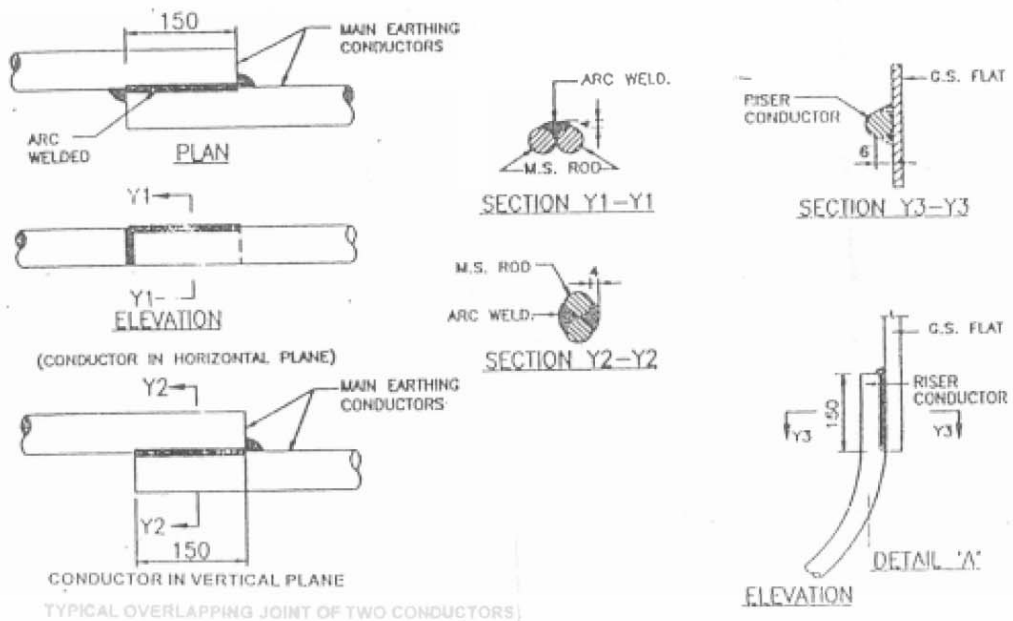 150
MAIN EARTHING
CONDUCTORS
ARC
WELDED
PLAN
Y1
Y1
ELEVATION
(CONDUCTOR IN HORIZONTAL PLANE)
Y2
MAIN EARTHING
CONDUCTORS
Y2
150
CONDUCTOR IN VERTICAL PLANE
TYPICAL OVERLAPPING JOINT OF TWO CONDUCTORS
ARC WELD.
4
M.S. ROD
SECTION Y1-Y1
M.S. ROD
4
ARC WELD.
SECTION Y2-Y2
G.S. FLAT
RISER
CONDUCTOR
6
SECTION Y3-Y3
G.S. FLAT
RISER
CONDUCTOR
150
Y3
Y3
DETAIL 'A'
ELEVATION